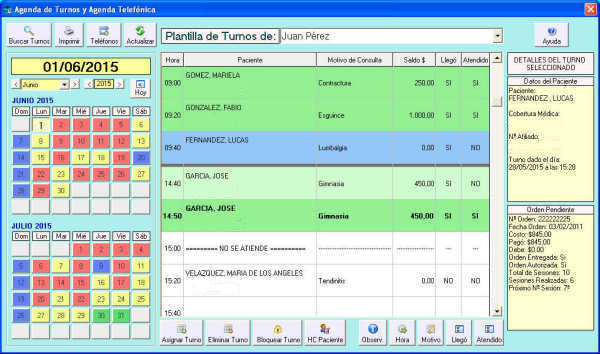 Agenda de Turnos y Agenda Telefónica
Buscar Turnos Imprimir Teléfonos Actualizar
Plantilla de Turnos de: Juan Pérez
Ayuda
01/06/2015
Junio 2015 Hoy
JUNIO 2015
Dom Lun Mar Mié Jue Vie Sáb
1 2 3 4 5 6
7 8 9 10 11 12 13
14 15 16 17 18 19 20
21 22 23 24 25 26 27
28 29 30
JULIO 2015
Dom Lun Mar Mié Jue Vie Sáb
1 2 3 4
5 6 7 8 9 10 11
12 13 14 15 16 17 18
19 20 21 22 23 24 25
26 27 28 29 30 31
Hora Paciente Motivo de Consulta Saldo $ Llegó Atendido
09:00 GOMEZ, MARIELA Contractura 250,00 SI SI
09:20 GONZALEZ, FABIO Esguince 1.000,00 SI SI
09:40 FERNANDEZ, LUCAS Lumbalgia 0,00 SI NO
14:40 GARCIA, JOSE Gimnasia 450,00 SI NO
14:50 GARCIA, JOSE Gimnasia 450,00 SI SI
15:00 ========= NO SE ATIENDE =========
15:20 VELAZQUEZ, MARIA DE LOS ANGELES Tendinitis 0,00 NO NO
15:40
Asignar Turno Elimina Turno Bloquear Turno HC Paciente Observ. Hora Motivo Llegó Atendido
DETALLES DEL TURNO
SELECCIONADO
Datos del Paciente
Paciente:
FERNANDEZ , LUCAS
Cobertura Médica:
Nº Afiliado:
Turno dado el día:
28/05/2015 a las 15:28
Orden Pendiente
Nº Orden: 222222225
Fecha Orden: 03/02/2011
Costo: $845,00
Pagó: $845,00
Debe: $0.00
Orden Entregada: Si
Orden Autorizada: Si
Total de Sesiones: 10
Sesiones Realizadas: 6
Próximo Nº Sesión: 7ª